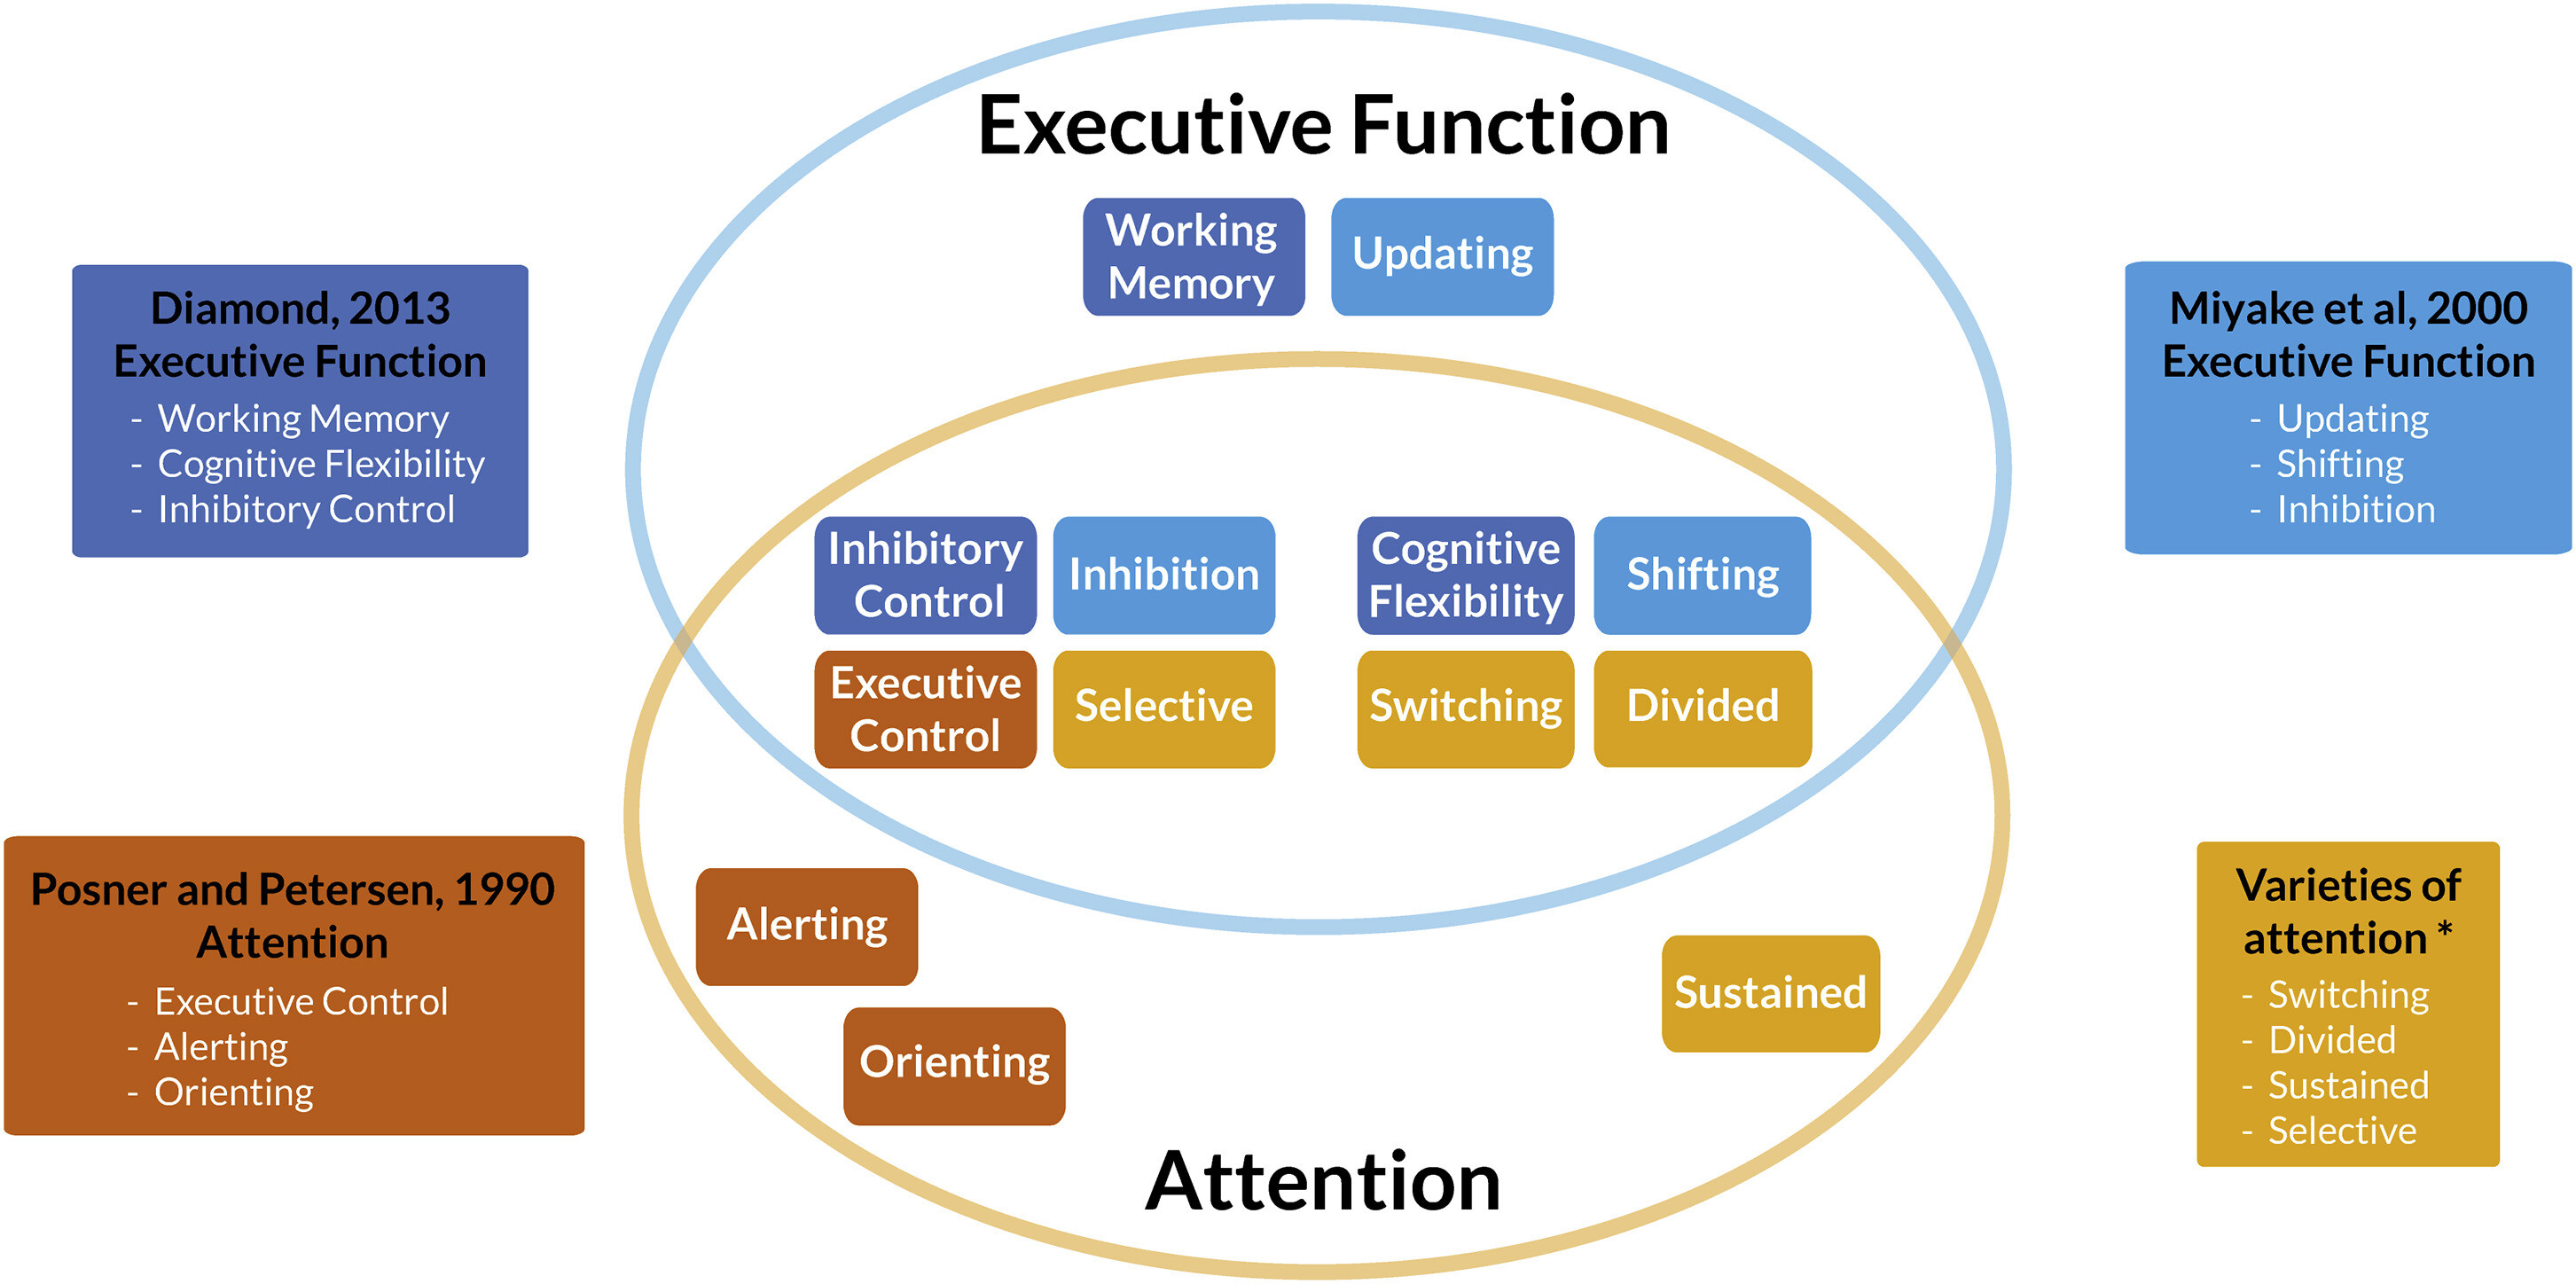 Executive Function
Working
Memory
Updating
Diamond, 2013
Executive Function
- Working Memory
- Cognitive Flexibility
- Inhibitory Control
Miyake et al, 2000
Executive Function
- Updating
- Shifting
- Inhibition
Inhibitory
Control
Inhibition
Cognitive
Flexibility
Shifting
Executive
Control
Selective
Switching
Divided
Posner and Petersen, 1990
Attention
- Executive Control
- Alerting
- Orienting
Alerting
Orienting
Sustained
Varieties of
attention *
- Switching
- Divided
- Sustained
- Selective
Attention